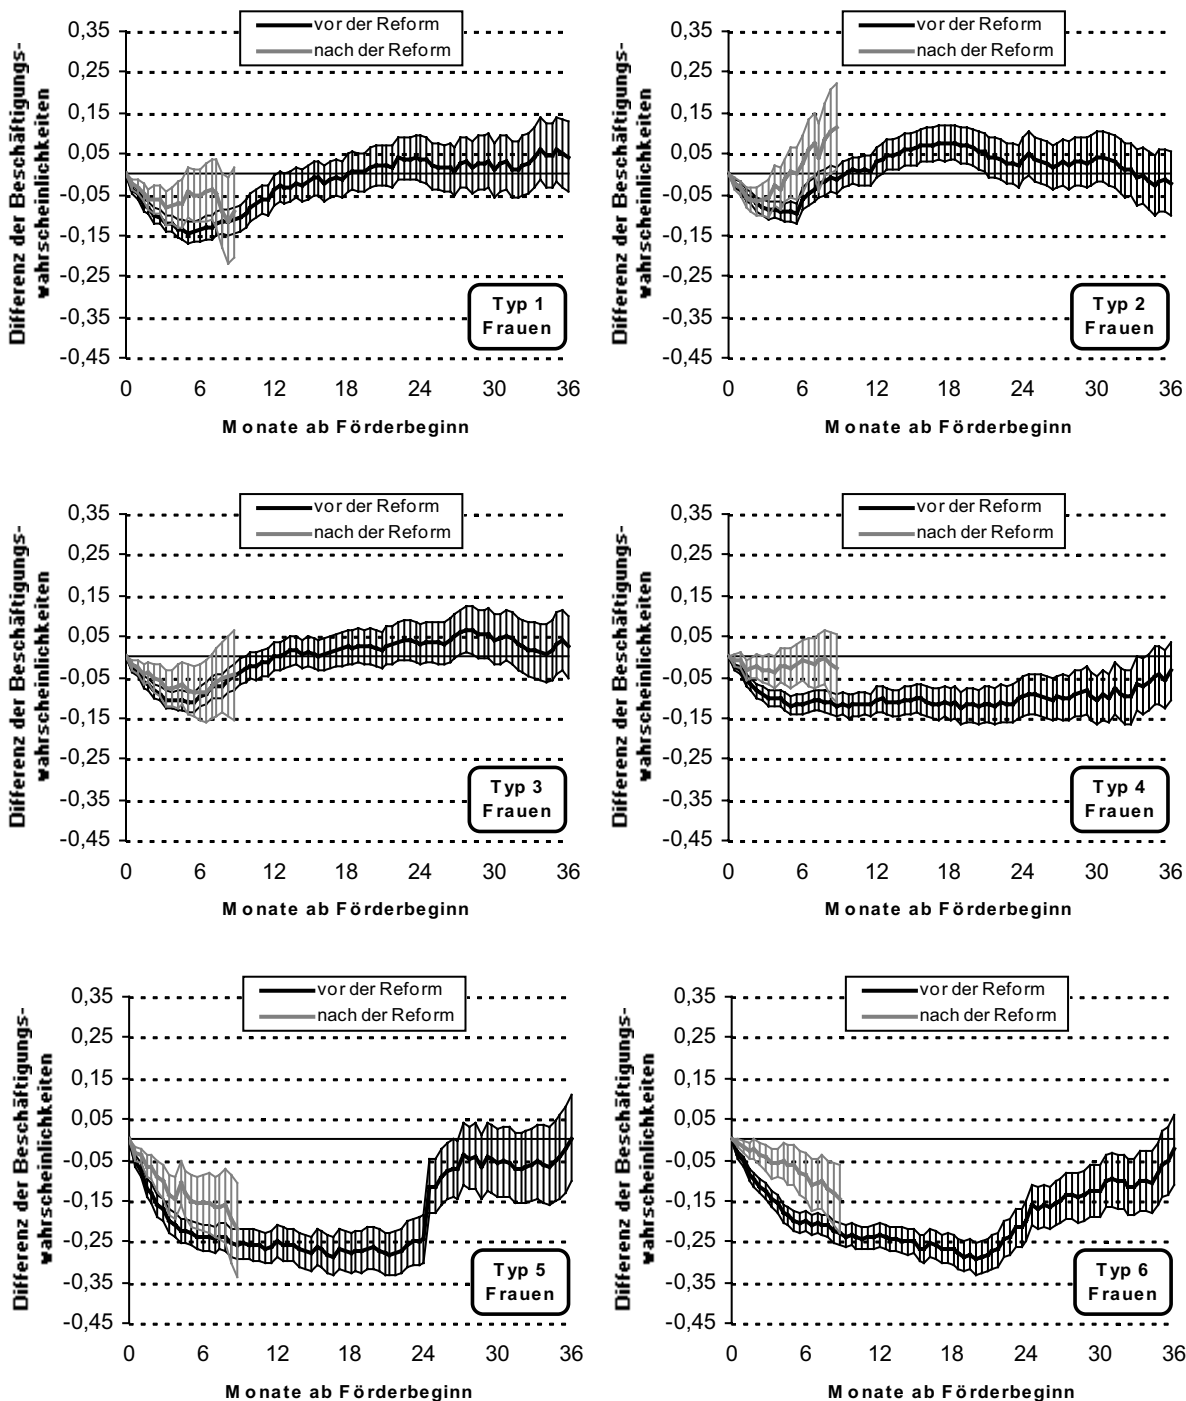 vor der Reform
nach der Reform
0,35
0,25
0,15
0,05
-0,05
-0,15
-0,25
-0,35
-0,45
Differenz der Beschäftigungs-
wahrscheinlichkeiten
Typ 1
Frauen
0 6 12 18 24 30 36
Monate ab Förderbeginn
vor der Reform
nach der Reform
0,35
0,25
0,15
0,05
-0,05
-0,15
-0,25
-0,35
-0,45
Differenz der Beschäftigungs-
wahrscheinlichkeiten
Typ 2
Frauen
0 6 12 18 24 30 36
Monate ab Förderbeginn
vor der Reform
nach der Reform
0,35
0,25
0,15
0,05
-0,05
-0,15
-0,25
-0,35
-0,45
Differenz der Beschäftigungs-
wahrscheinlichkeiten
Typ 3
Frauen
0 6 12 18 24 30 36
Monate ab Förderbeginn
vor der Reform
nach der Reform
0,35
0,25
0,15
0,05
-0,05
-0,15
-0,25
-0,35
-0,45
Differenz der Beschäftigungs-
wahrscheinlichkeiten
Typ 4
Frauen
0 6 12 18 24 30 36
Monate ab Förderbeginn
vor der Reform
nach der Reform
0,35
0,25
0,15
0,05
-0,05
-0,15
-0,25
-0,35
-0,45
Differenz der Beschäftigungs-
wahrscheinlichkeiten
Typ 5
Frauen
0 6 12 18 24 30 36
Monate ab Förderbeginn
vor der Reform
nach der Reform
0,35
0,25
0,15
0,05
-0,05
-0,15
-0,25
-0,35
-0,45
Differenz der Beschäftigungs-
wahrscheinlichkeiten
Typ 6
Frauen
0 6 12 18 24 30 36
Monate ab Förderbeginn